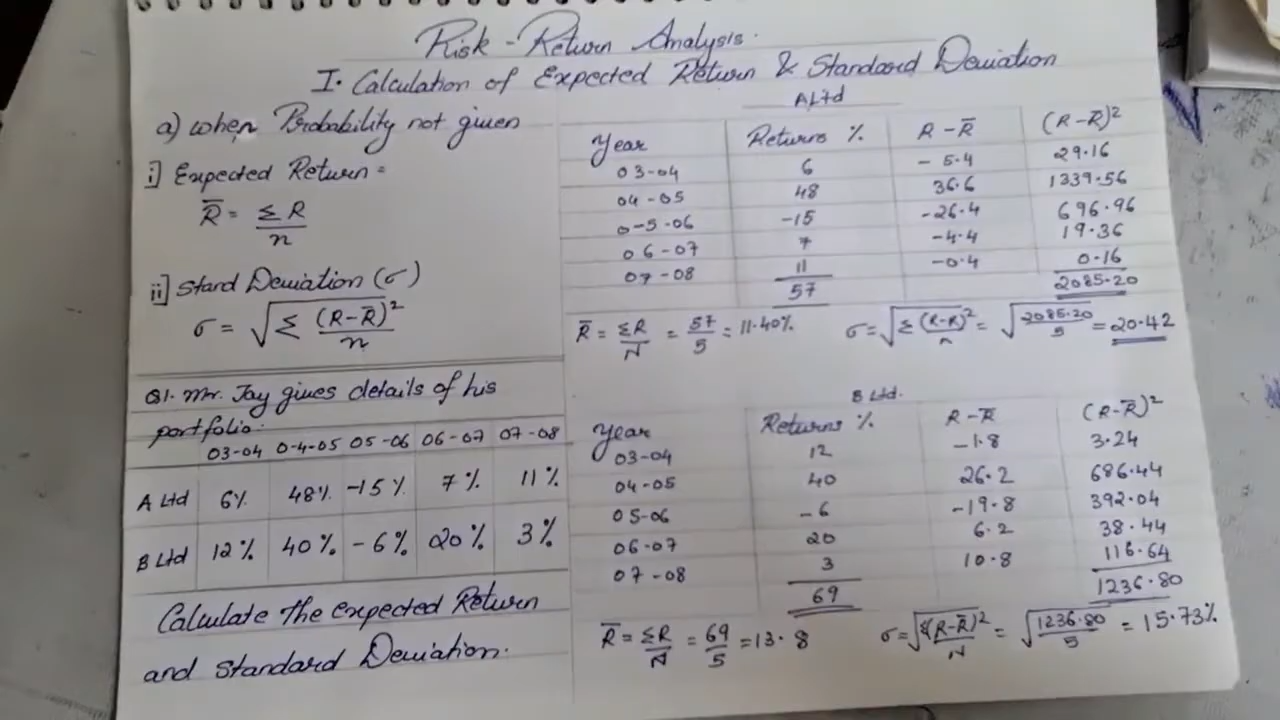 Risk - Return Analysis.
I. Calculation of Expected Return & Standard Deviation
a) when Probability not given
i] Expected Return =
R̅ = ΣR / n
ii] Stard Deviation (σ)
σ = √Σ (R-R̅)² / n
Q1. Mr. Jay gives details of his
portfolio.
03-04 0-4-05 05-06 06-07 07-08
A Ltd 6% 48% -15% 7% 11%
B Ltd 12% 40% -6% 20% 3%
Calculate the expected Return
and Standard Deviation.
A Ltd
Year Returns % R-R̅ (R-R̅)²
03-04 6 -5.4 29.16
04-05 48 36.6 1339.56
0-5-06 -15 -26.4 696.96
06-07 7 -4.4 19.36
07-08 11 -0.4 0.16
57 2085.20
R̅ = ΣR / N = 57 / 5 = 11.40% σ = √Σ (R-R̅)² / n = √2085.20 / 5 = 20.42
B Ltd.
Year Returns % R-R̅ (R-R̅)²
03-04 12 -1.8 3.24
04-05 40 26.2 686.44
05-06 -6 -19.8 392.04
06-07 20 6.2 38.44
07-08 3 10.8 116.64
69 1236.80
R̅ = ΣR / N = 69 / 5 = 13.8 σ = √Σ(R-R̅)² / N = √1236.80 / 5 = 15.73%